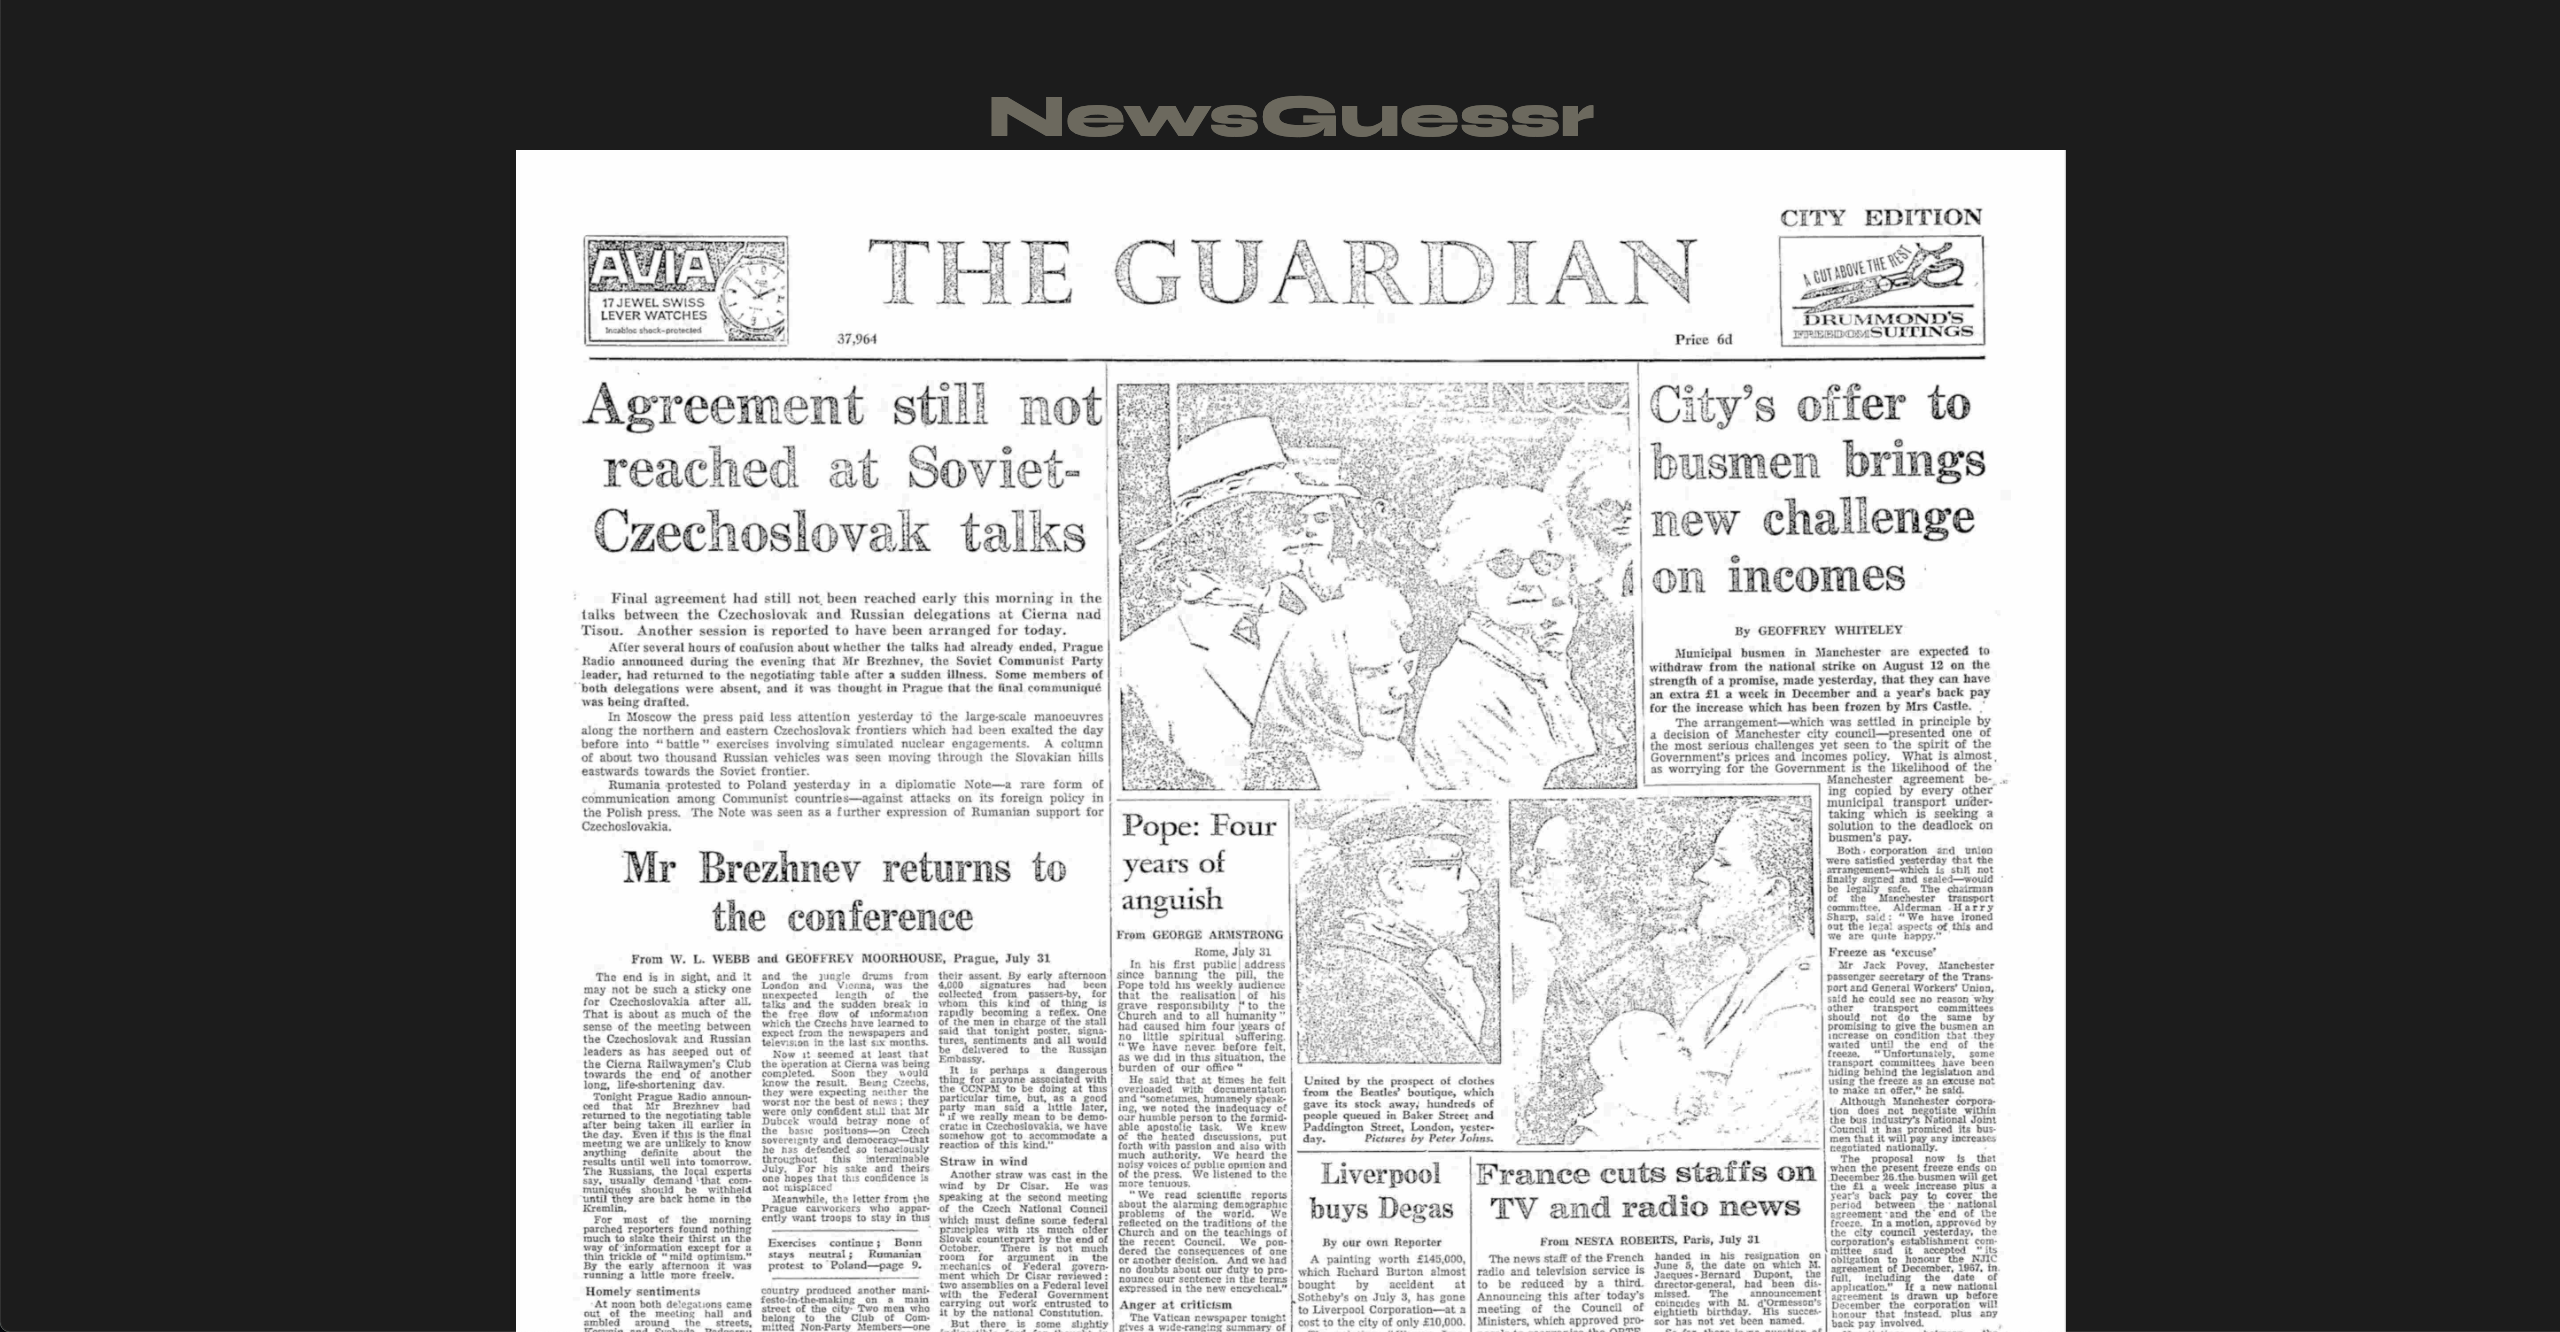 NewsGuessr
CITY EDITION
AVIA
17 JEWEL SWISS
LEVER WATCHES
Incabloc shock-protected
THE GUARDIAN
A CUT ABOVE THE REST
DRUMMOND'S
FREEDOM SUITINGS
37,964
Price 6d
Agreement still not
reached at Soviet-
Czechoslovak talks
Final agreement had still not been reached early this morning in the
talks between the Czechoslovak and Russian delegations at Cierna nad
Tisou. Another session is reported to have been arranged for today.
After several hours of confusion about whether the talks had already ended, Prague
Radio announced during the evening that Mr Brezhnev, the Soviet Communist Party
leader, had returned to the negotiating table after a sudden illness. Some members of
both delegations were absent, and it was thought in Prague that the final communiqué
was being drafted.
In Moscow the press paid less attention yesterday to the large-scale manoeuvres
along the northern and eastern Czechoslovak frontiers which had been exalted the day
before into "battle" exercises involving simulated nuclear engagements. A column
of about two thousand Russian vehicles was seen moving through the Slovakian hills
eastwards towards the Soviet frontier.
Rumania protested to Poland yesterday in a diplomatic Note—a rare form of
communication among Communist countries—against attacks on its foreign policy in
the Polish press. The Note was seen as a further expression of Rumanian support for
Czechoslovakia.
Mr Brezhnev returns to
the conference
From W. L. WEBB and GEOFFREY MOORHOUSE, Prague, July 31
The end is in sight, and it
may not be such a sticky one
for Czechoslovakia after all.
That is about as much of the
sense of the meeting between
the Czechoslovak and Russian
leaders as has seeped out of
the Cierna Railwaymen's Club
towards the end of another
long, life-shortening day.
Tonight Prague Radio announ-
ced that Mr Brezhnev had
returned to the negotiating table
after being taken ill earlier in
the day. Even if this is the final
meeting we are unlikely to know
anything definite about the
results until well into tomorrow.
The Russians, the local experts
say, usually demand that com-
muniqués should be withheld
until they are back home in the
Kremlin.
For most of the morning
parched reporters found nothing
much to slake their thirst in the
way of information except for a
thin trickle of "mild optimism."
By the early afternoon it was
running a little more freely.
Homely sentiments
At noon both delegations came
out of the meeting hall and
ambled around the streets,
and the jungle drums from
London and Vienna, was the
unexpected length of the
talks and the sudden break in
the free flow of information
which the Czechs have learned to
expect from the newspapers and
television in the last six months.
Now it seemed at least that
the operation at Cierna was being
completed. Soon they would
know the result. Being Czechs,
they were expecting neither the
worst nor the best of news; they
were only confident still that Mr
Dubcek would betray none of
the basic positions—on Czech
sovereignty and democracy—that
he has defended so tenaciously
throughout this interminable
July. For his sake and theirs
one hopes that this confidence is
not misplaced
Meanwhile, the letter from the
Prague carworkers who appar-
ently want troops to stay in this
Exercises continue; Bonn
stays neutral; Rumanian
protest to Poland—page 9.
country produced another mani-
festo-in-the-making on a main
street of the city. Two men who
belong to the Club of Com-
mitted Non-Party Members—one
their assent. By early afternoon
4,000 signatures had been
collected from passers-by, for
whom this kind of thing is
rapidly becoming a reflex. One
of the men in charge of the stall
said that tonight poster, signa-
tures, sentiments and all would
be delivered to the Russian
Embassy.
It is perhaps a dangerous
thing for anyone associated with
the CCNPM to be doing at this
particular time, but, as a good
party man said a little later,
"if we really mean to be demo-
cratic in Czechoslovakia, we have
somehow got to accommodate a
reaction of this kind."
Straw in wind
Another straw was cast in the
wind by Dr Cisar. He was
speaking at the second meeting
of the Czech National Council
which must define some federal
principles with its much older
Slovak counterpart by the end of
October. There is not much
room for argument in the
mechanics of Federal govern-
ment which Dr Cisar reviewed:
two assemblies on a Federal level
with the Federal Government
carrying out work entrusted to
it by the national Constitution.
But there is some slightly
Pope: Four
years of
anguish
From GEORGE ARMSTRONG
Rome, July 31
In his first public address
since banning the pill, the
Pope told his weekly audience
that the realisation of his
grave responsibility "to the
Church and to all humanity"
had caused him four years of
no little spiritual suffering.
"We have never before felt,
as we did in this situation, the
burden of our office"
He said that at times he felt
overloaded with documentation
and "sometimes, humanely speak-
ing, we noted the inadequacy of
our humble person to the formid-
able apostolic task. We knew
of the heated discussions, put
forth with passion and also with
much authority. We heard the
noisy voices of public opinion and
of the press. We listened to the
more tenuous.
"We read scientific reports
about the alarming demographic
problems of the world. We
reflected on the traditions of the
Church and on the teachings of
the recent Council. We pon-
dered the consequences of one
or another decision. And we had
no doubts about our duty to pro-
nounce our sentence in the terms
expressed in the new encyclical."
Anger at criticism
The Vatican newspaper tonight
gives a wide-ranging summary of
United by the prospect of clothes
from the Beatles' boutique, which
gave its stock away, hundreds of
people queued in Baker Street and
Paddington Street, London, yester-
day. Pictures by Peter Johns.
Liverpool
buys Degas
By our own Reporter
A painting worth £145,000,
which Richard Burton almost
bought by accident at
Sotheby's on July 3, has gone
to Liverpool Corporation—at a
cost to the city of only £10,000.
France cuts staffs on
TV and radio news
From NESTA ROBERTS, Paris, July 31
The news staff of the French
radio and television service is
to be reduced by a third.
Announcing this after today's
meeting of the Council of
Ministers, which approved pro-
handed in his resignation on
June 5, the date on which M.
Jacques-Bernard Dupont, the
director-general, had been dis-
missed. The announcement
coincides with M. d'Ormesson's
eightieth birthday. His succes-
sor has not yet been named.
City's offer to
busmen brings
new challenge
on incomes
By GEOFFREY WHITELEY
Municipal busmen in Manchester are expected to
withdraw from the national strike on August 12 on the
strength of a promise, made yesterday, that they can have
an extra £1 a week in December and a year's back pay
for the increase which has been frozen by Mrs Castle.
The arrangement—which was settled in principle by
a decision of Manchester city council—presented one of
the most serious challenges yet seen to the spirit of the
Government's prices and incomes policy. What is almost
as worrying for the Government is the likelihood of the
Manchester agreement be-
ing copied by every other
municipal transport under-
taking which is seeking a
solution to the deadlock on
busmen's pay.
Both corporation and union
were satisfied yesterday that the
arrangement—which is still not
finally signed and sealed—would
be legally safe. The chairman
of the Manchester transport
committee, Alderman Harry
Sharp, said: "We have ironed
out the legal aspects of this and
we are quite happy."
Freeze as 'excuse'
Mr Jack Povey, Manchester
passenger secretary of the Trans-
port and General Workers' Union,
said he could see no reason why
other transport committees
should not do the same by
promising to give the busmen an
increase on condition that they
waited until the end of the
freeze. "Unfortunately, some
transport committees have been
hiding behind the legislation and
using the freeze as an excuse not
to make an offer," he said.
Although Manchester corpora-
tion does not negotiate within
the bus industry's National Joint
Council it has promised its bus-
men that it will pay any increases
negotiated nationally.
The proposal now is that
when the present freeze ends on
December 26 the busmen will get
the £1 a week increase plus a
year's back pay to cover the
period between the national
agreement and the end of the
freeze. In a motion, approved by
the city council yesterday, the
corporation's establishment com-
mittee said it accepted "its
obligation to honour the NJIC
agreement of December, 1967, in
full, including the date of
application." If a new national
agreement is drawn up before
December the corporation will
honour that instead, plus any
back pay involved.